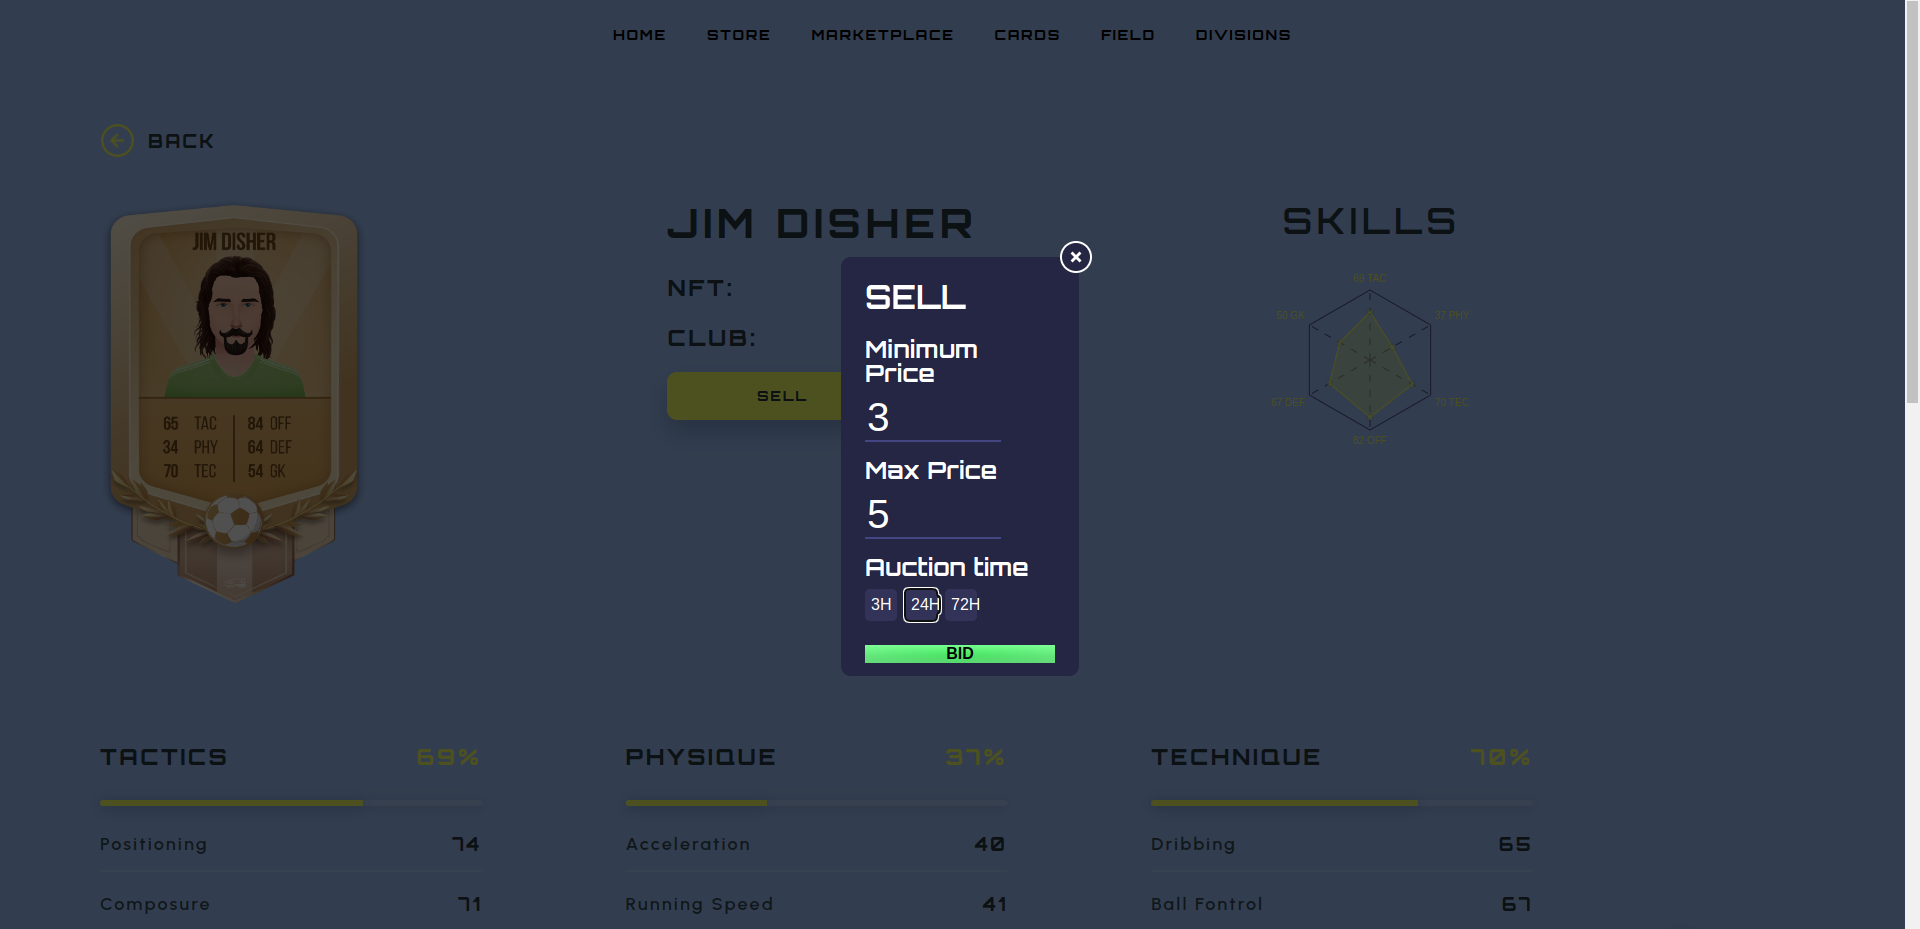 HOME STORE MARKETPLACE CARDS FIELD DIVISIONS
BACK
JIM DISHER
65 TAC 84 OFF
34 PHY 64 DEF
70 TEC 54 GK
JIM DISHER
NFT:
CLUB:
SELL
SELL
Minimum
Price
3
Max Price
5
Auction time
3H 24H 72H
BID
SKILLS
69 TAC
50 GK 37 PHY
67 DEF 70 TEC
82 OFF
TACTICS 69%
Positioning 74
Composure 71
PHYSIQUE 37%
Acceleration 40
Running Speed 41
TECHNIQUE 70%
Dribbing 65
Ball Fontrol 67